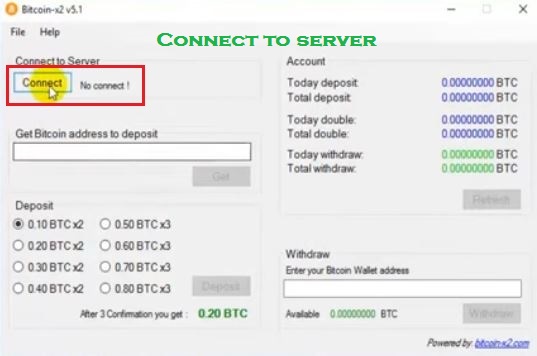 Bitcoin-x2 v5.1
File Help
CONNECT TO SERVER
Connect to Server
Connect No connect !
Get Bitcoin address to deposit
Get
Deposit
0.10 BTC x2 0.50 BTC x3
0.20 BTC x2 0.60 BTC x3
0.30 BTC x2 0.70 BTC x3
0.40 BTC x2 0.80 BTC x3
Deposit
After 3 Confimation you get : 0.20 BTC
Account
Today deposit: 0.00000000 BTC
Total deposit: 0.00000000 BTC
Today double: 0.00000000 BTC
Total double: 0.00000000 BTC
Today withdraw: 0.00000000 BTC
Total withdraw: 0.00000000 BTC
Refresh
Withdraw
Enter your Bitcoin Wallet address
Available 0.00000000 BTC Withdraw
Powered by: bitcoin-x2.com